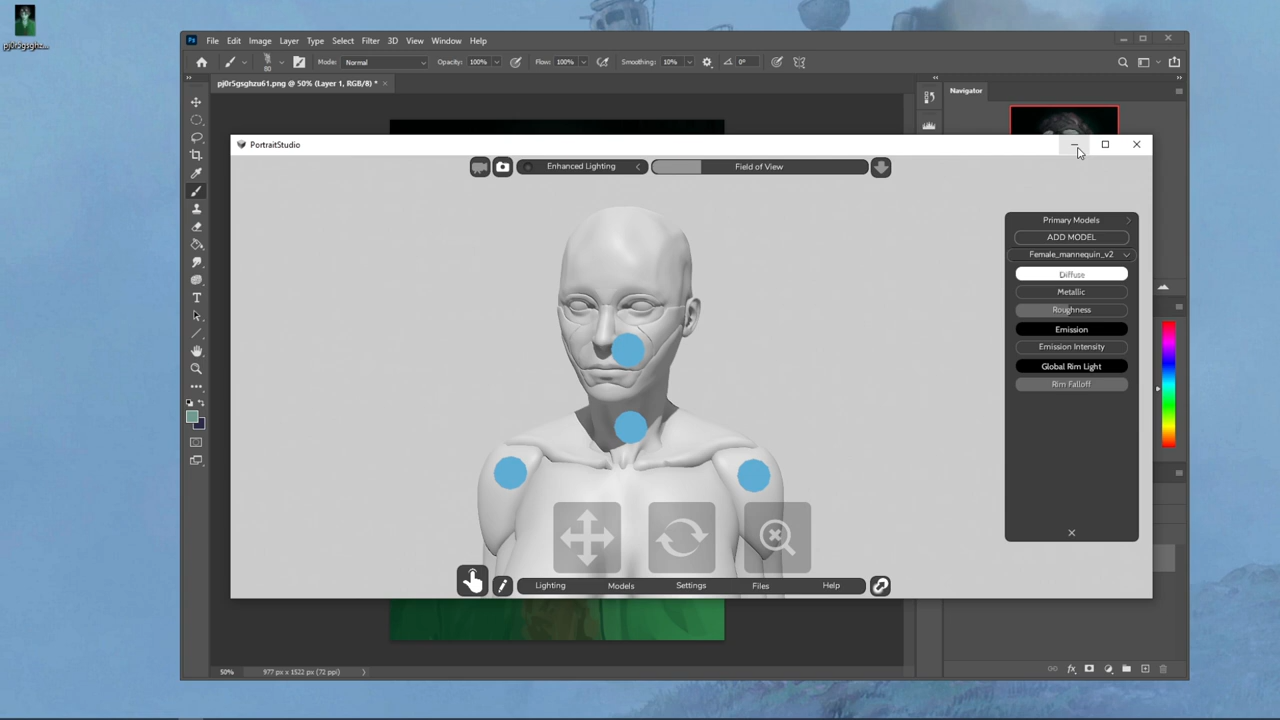 Ps File Edit Image Layer Type Select Filter 3D View Window Help
80 Mode: Normal Opacity: 100% Flow: 100% Smoothing: 10% 0°
pj0r5gsghzu61.png @ 50% (Layer 1, RGB/8) * ×
Navigator
PortraitStudio
Enhanced Lighting
Field of View
Primary Models
ADD MODEL
Female_mannequin_v2
Diffuse
Metallic
Roughness
Emission
Emission Intensity
Global Rim Light
Rim Falloff
Lighting Models Settings Files Help
50% 977 px x 1522 px (72 ppi)